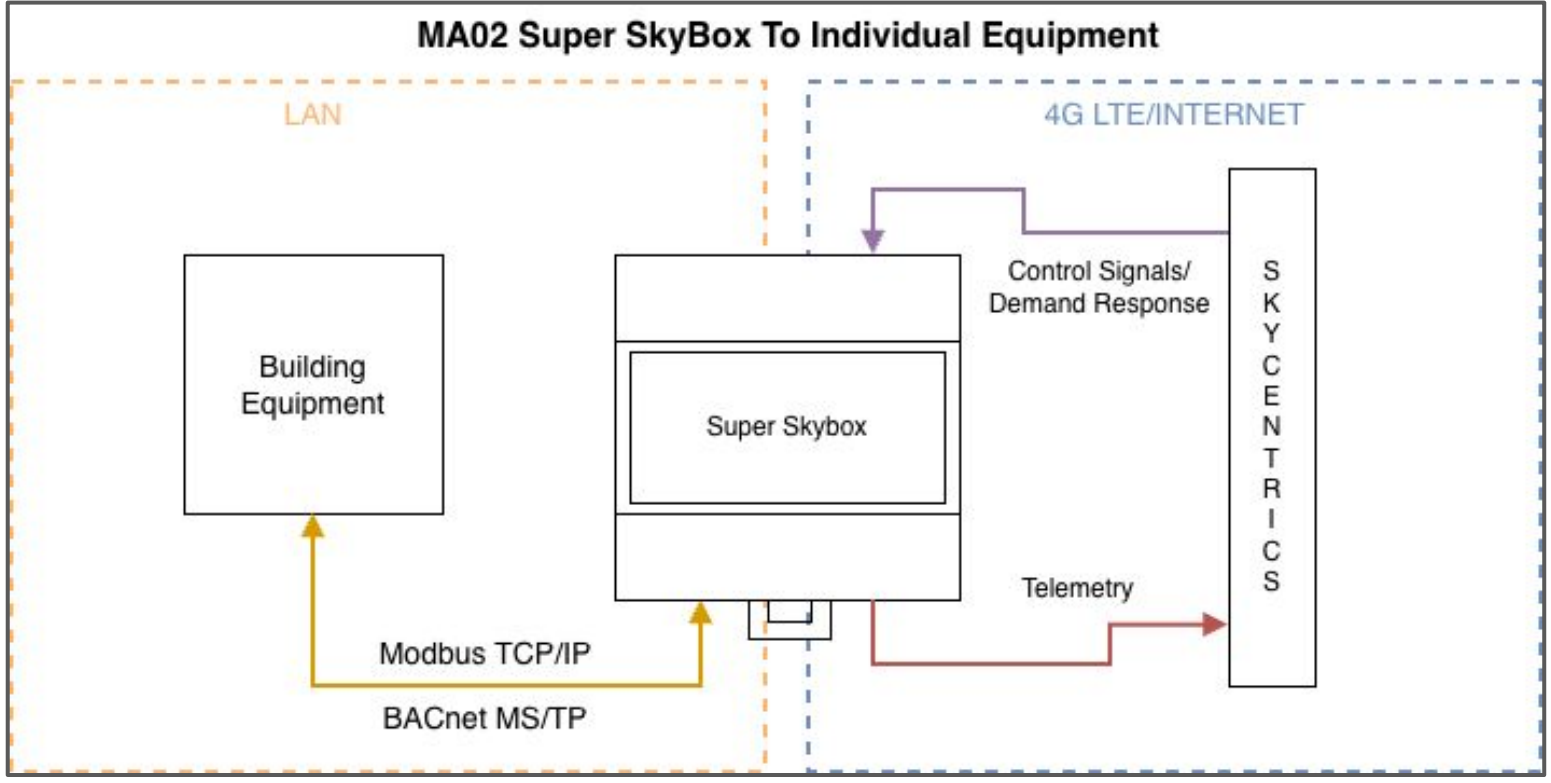 MA02 Super SkyBox To Individual Equipment
LAN
4G LTE/INTERNET
Control Signals/
Demand Response
Building
Equipment
Super Skybox
SKYCENTRICS
Telemetry
Modbus TCP/IP
BACnet MS/TP